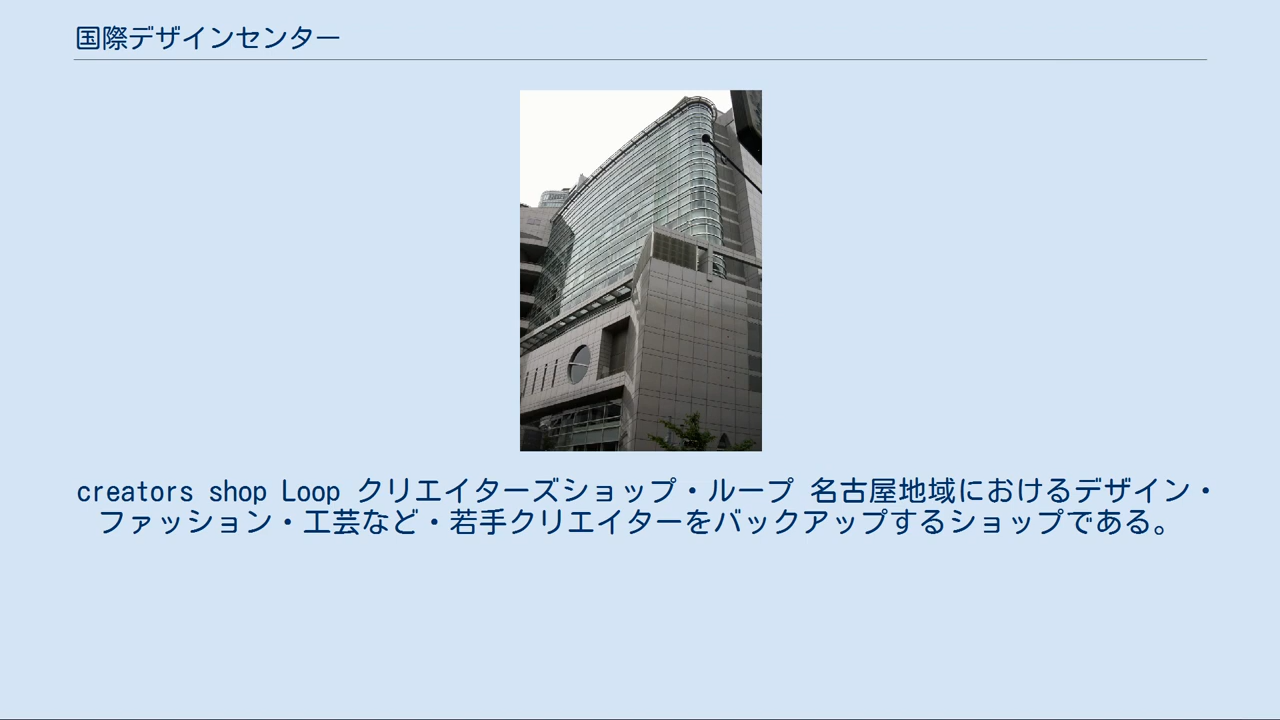 国際デザインセンター
creators shop Loop クリエイターズショップ・ループ 名古屋地域におけるデザイン・
ファッション・工芸など・若手クリエイターをバックアップするショップである。